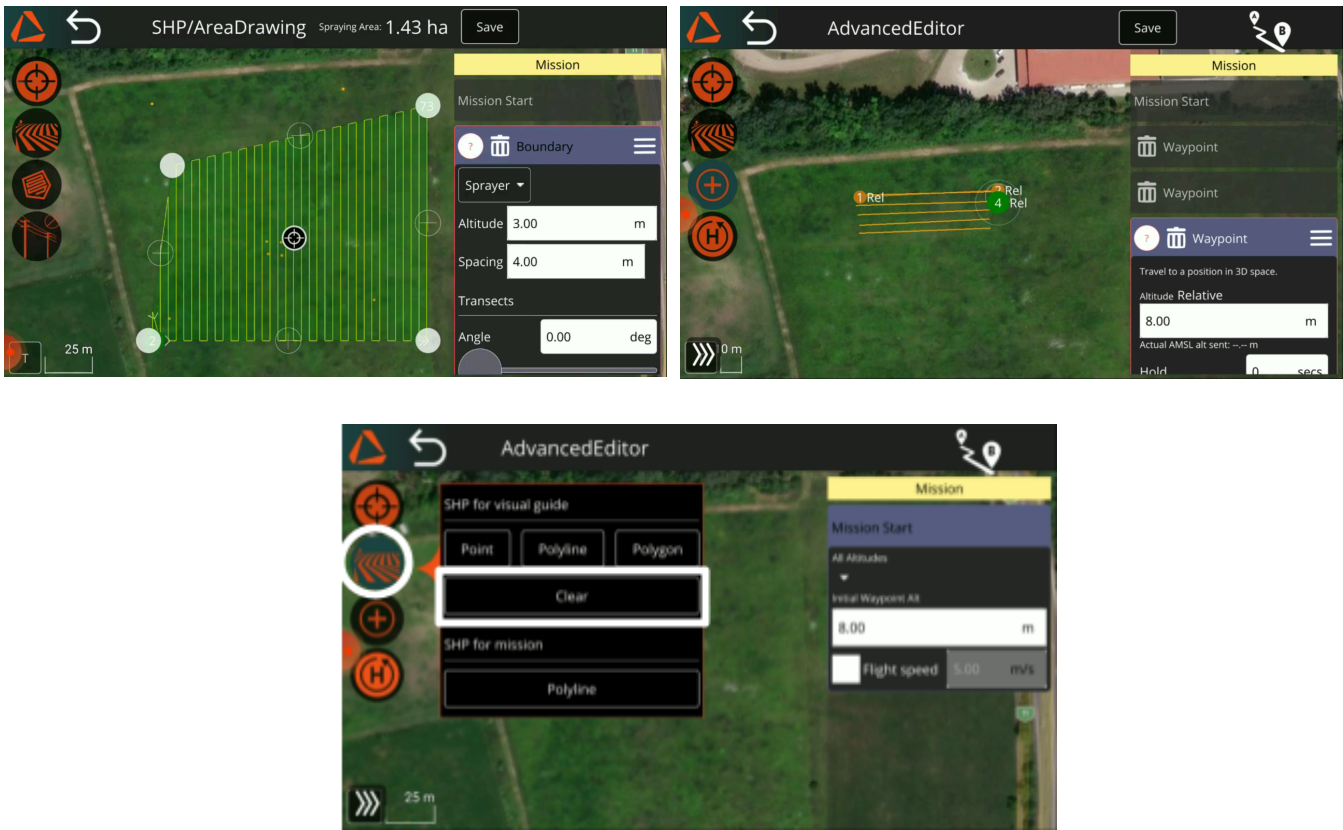 SHP/AreaDrawing Spraying Area: 1.43 ha Save
Mission
Mission Start
73
? Boundary
Sprayer
Altitude 3.00 m
Spacing 4.00 m
Transects
Angle 0.00 deg
2
T 25 m
AdvancedEditor Save
A B
Mission
Mission Start
Waypoint
Waypoint
1 Rel
2 Rel
4 Rel
? Waypoint
Travel to a position in 3D space.
Altitude Relative
8.00 m
Actual AMSL alt sent: --.-- m
Hold 0 secs
H
0 m
AdvancedEditor
A B
Mission
SHP for visual guide
Mission Start
Point Polyline Polygon
All Altitudes
Clear
Initial Waypoint Alt
8.00 m
SHP for mission
Flight speed 5.00 m/s
H
Polyline
25 m